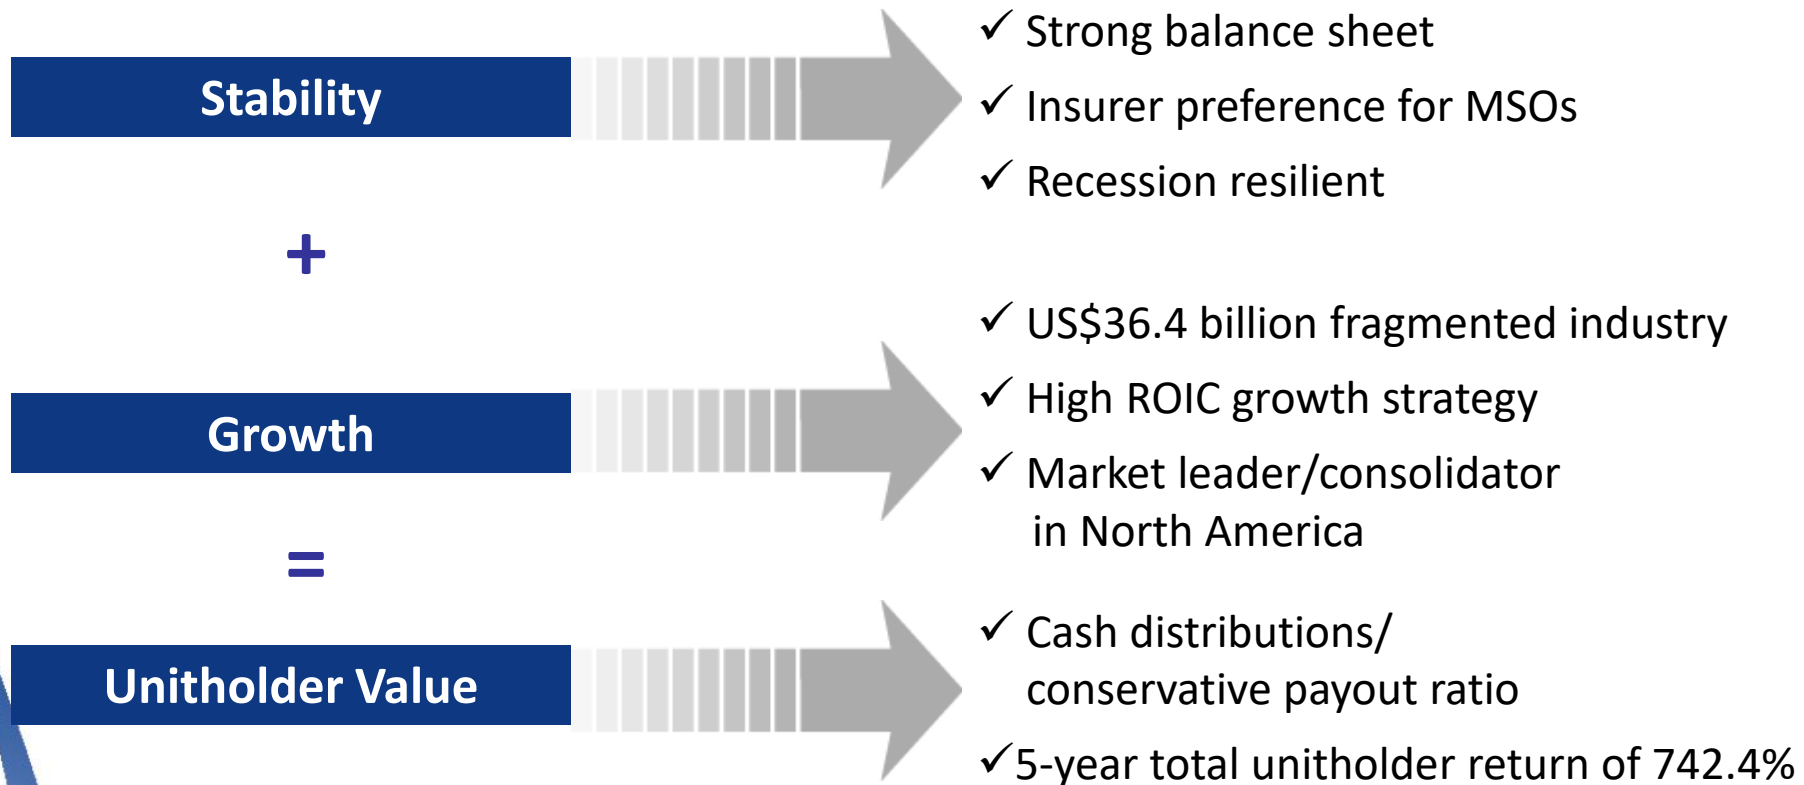 Stability
✓ Strong balance sheet
✓ Insurer preference for MSOs
✓ Recession resilient
+
Growth
✓ US$36.4 billion fragmented industry
✓ High ROIC growth strategy
✓ Market leader/consolidator
in North America
=
Unitholder Value
✓ Cash distributions/
conservative payout ratio
✓5-year total unitholder return of 742.4%